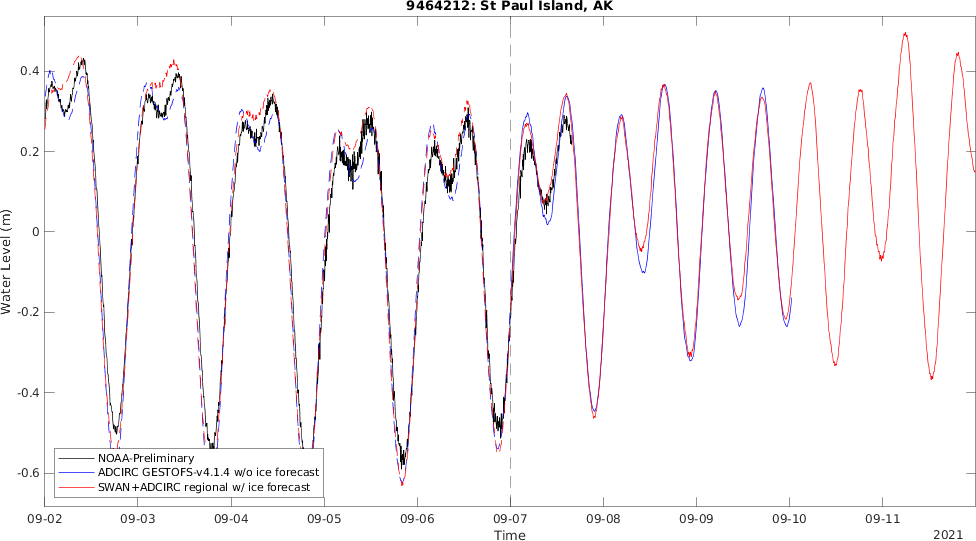 9464212: St Paul Island, AK
Water Level (m)
0.4
0.2
0
-0.2
-0.4
-0.6
NOAA-Preliminary
ADCIRC GESTOFS-v4.1.4 w/o ice forecast
SWAN+ADCIRC regional w/ ice forecast
09-02 09-03 09-04 09-05 09-06 09-07 09-08 09-09 09-10 09-11
Time
2021